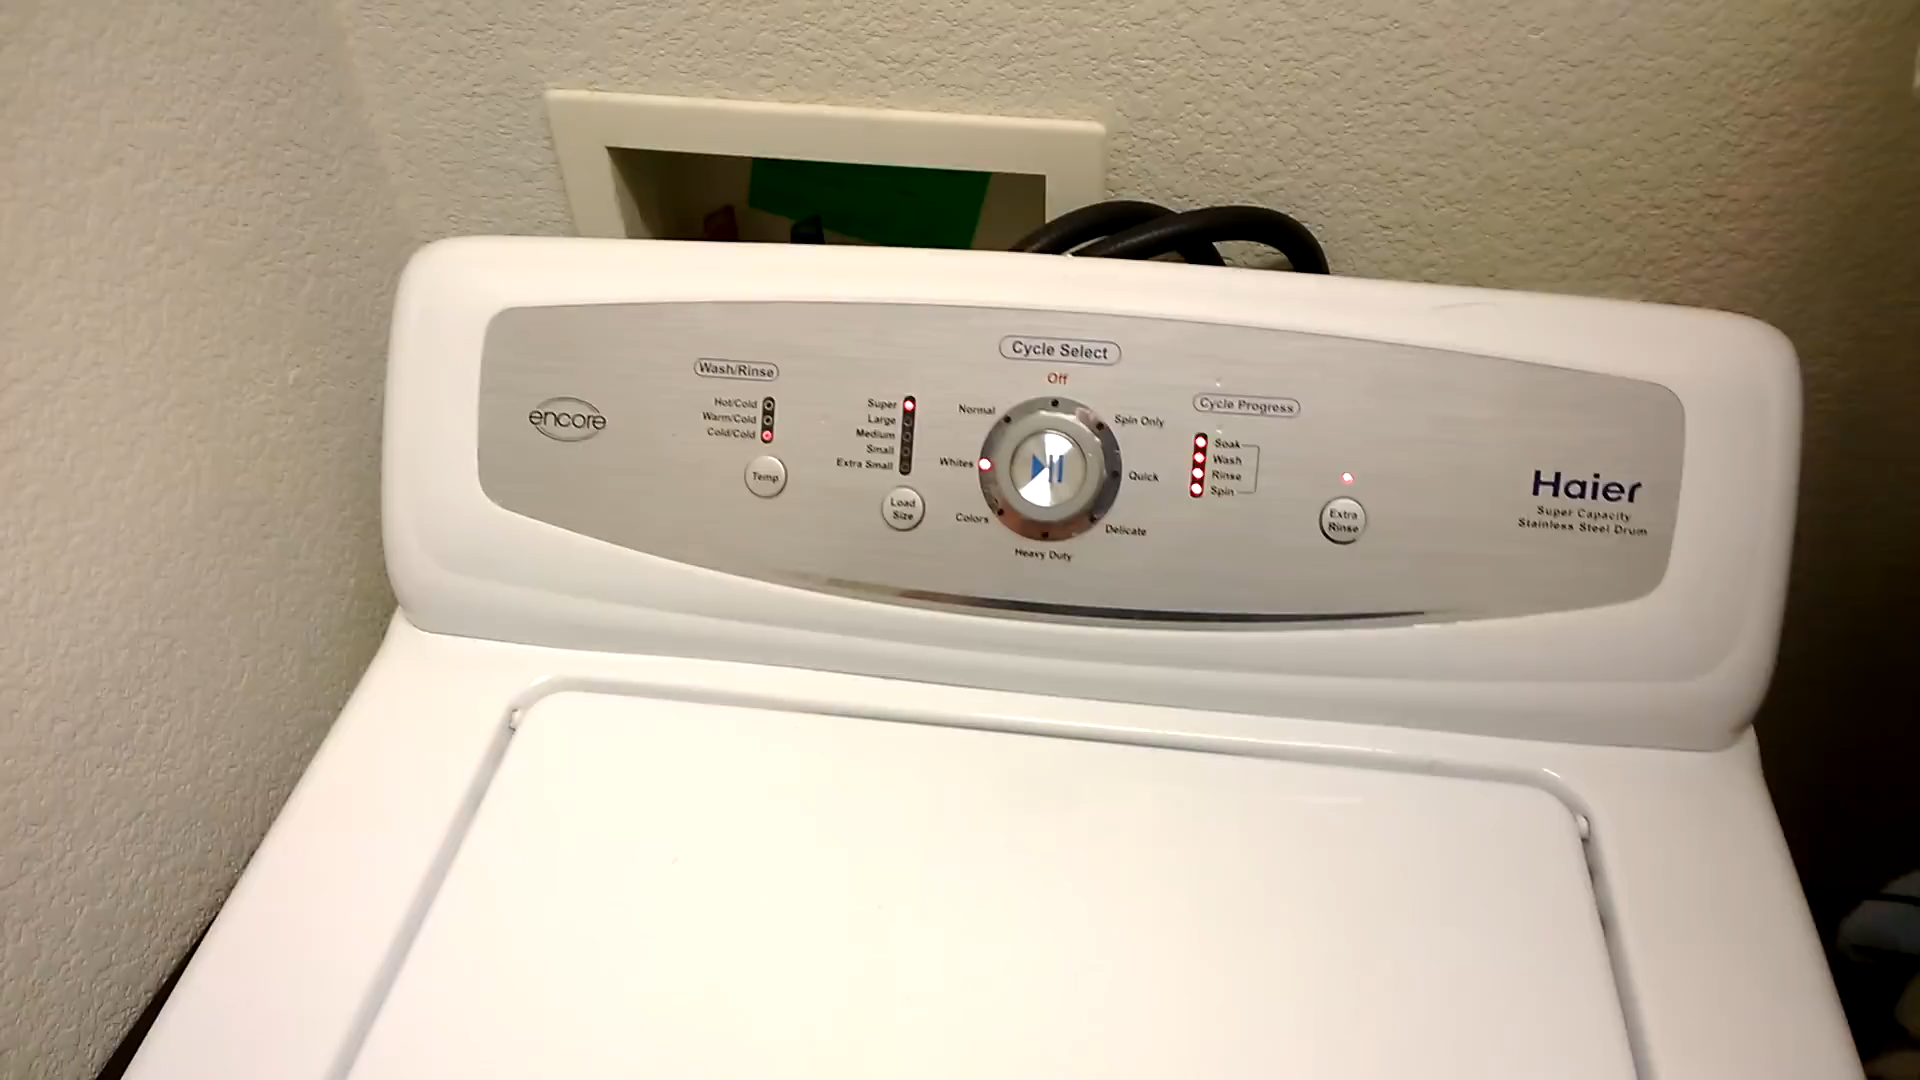 encore
Wash/Rinse
Hot/Cold
Warm/Cold
Cold/Cold
Temp
Super
Large
Medium
Small
Extra Small
Load
Size
Cycle Select
Off
Normal
Spin Only
Whites
Quick
Colors
Delicate
Heavy Duty
Cycle Progress
Soak
Wash
Rinse
Spin
Extra
Rinse
Haier
Super Capacity
Stainless Steel Drum